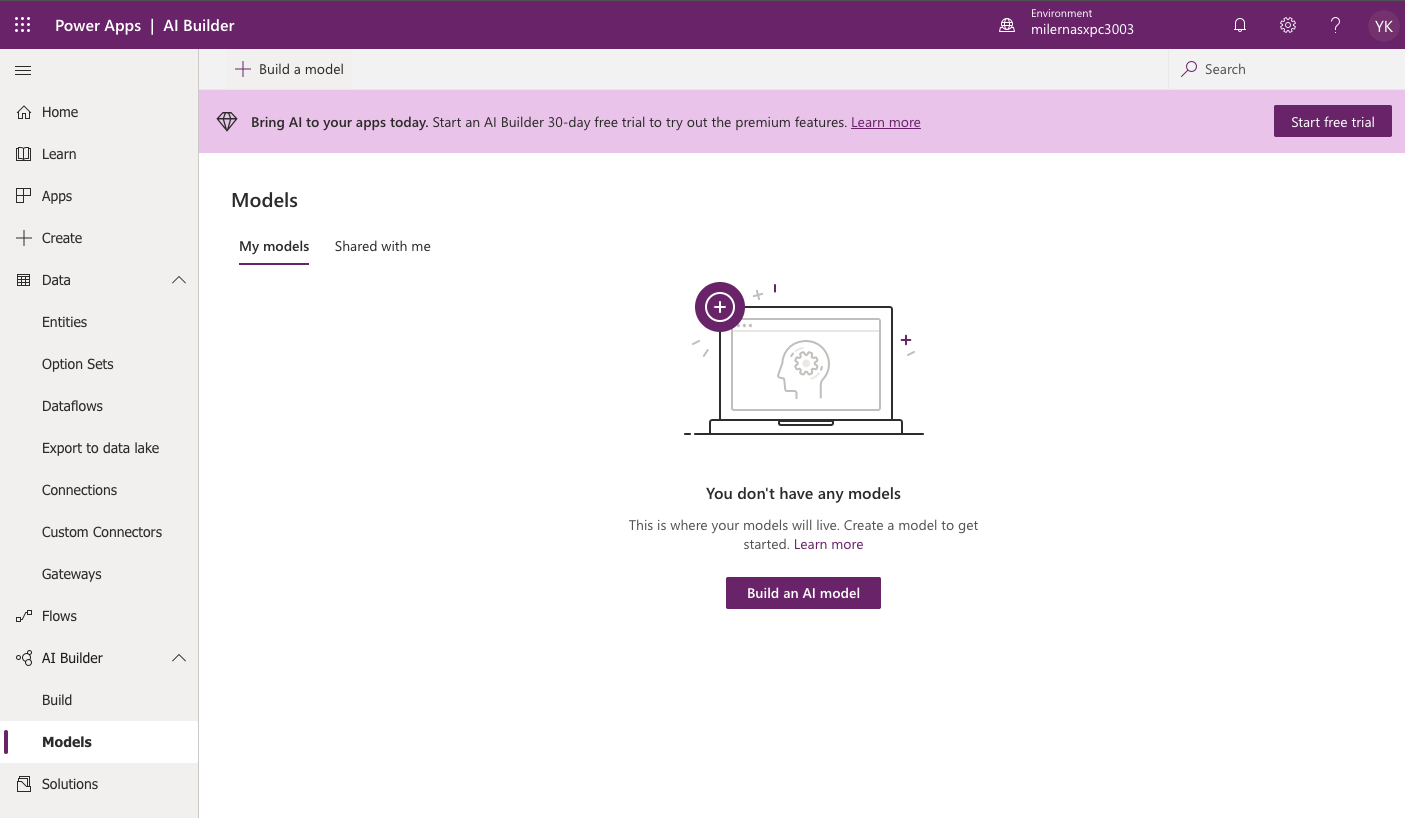 Power Apps | AI Builder
Environment
milernasxpc3003
YK
Build a model
Search
Home
Learn
Apps
Create
Data
Entities
Option Sets
Dataflows
Export to data lake
Connections
Custom Connectors
Gateways
Flows
AI Builder
Build
Models
Solutions
Bring AI to your apps today. Start an AI Builder 30-day free trial to try out the premium features. Learn more
Start free trial
Models
My models
Shared with me
You don't have any models
This is where your models will live. Create a model to get
started. Learn more
Build an AI model